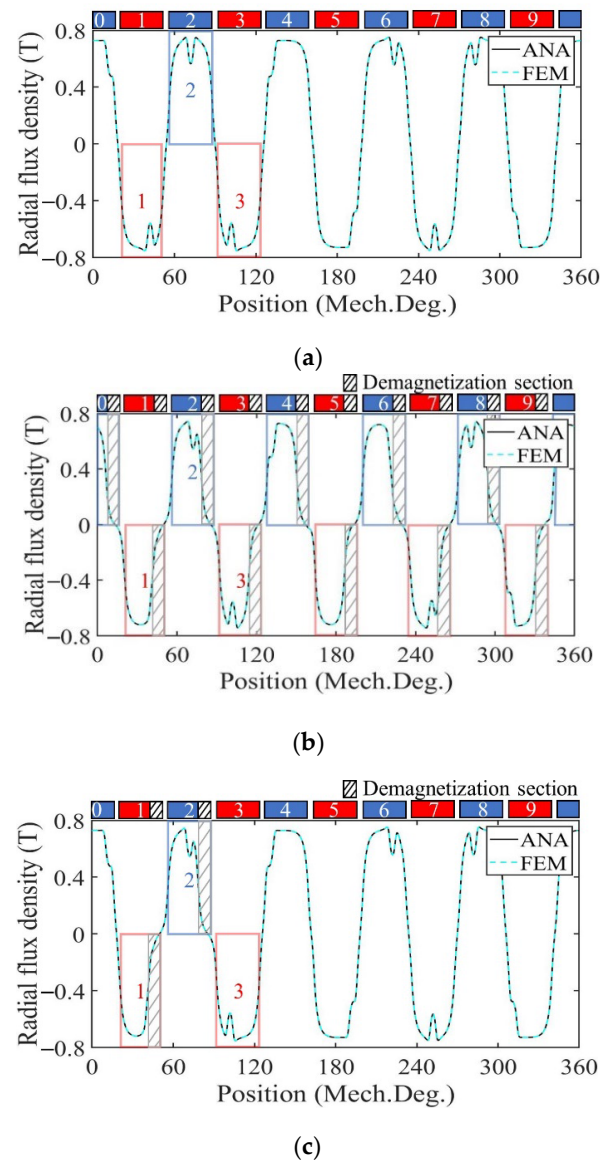 0 1 2 3 4 5 6 7 8 9
Radial flux density (T)
0.8
0.4
0
−0.4
−0.8
ANA
FEM
2
1
3
0 60 120 180 240 300 360
Position (Mech.Deg.)
(a)
Demagnetization section
0 1 2 3 4 5 6 7 8 9
Radial flux density (T)
0.8
0.4
0
−0.4
−0.8
ANA
FEM
2
1
3
0 60 120 180 240 300 360
Position (Mech.Deg.)
(b)
Demagnetization section
0 1 2 3 4 5 6 7 8 9
Radial flux density (T)
0.8
0.4
0
−0.4
−0.8
ANA
FEM
2
1
3
0 60 120 180 240 300 360
Position (Mech.Deg.)
(c)